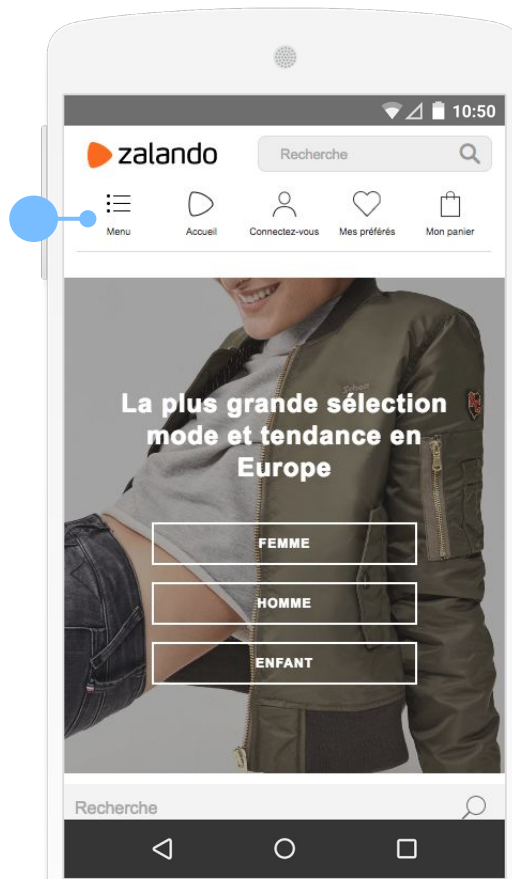 10:50
zalando
Recherche
Menu
Accueil
Connectez-vous
Mes préférés
Mon panier
La plus grande sélection
mode et tendance en
Europe
FEMME
HOMME
ENFANT
Recherche